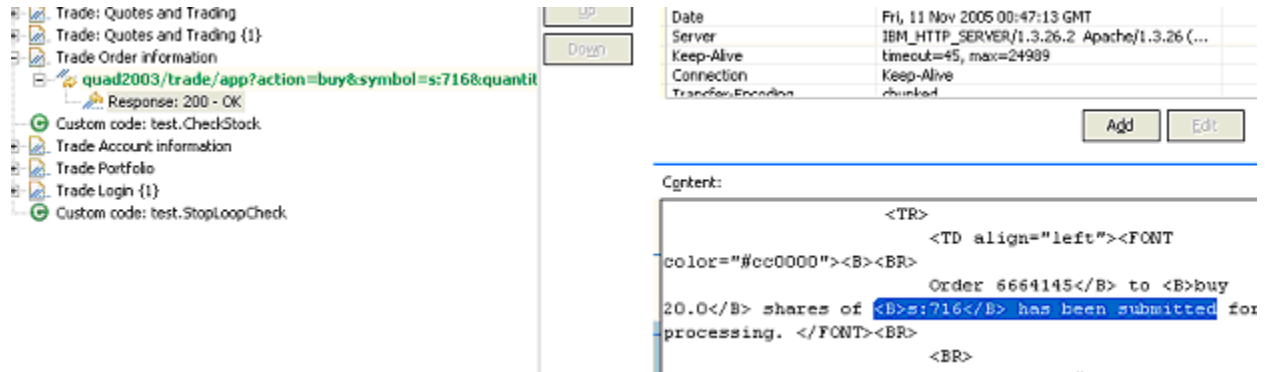 Trade: Quotes and Trading
Trade: Quotes and Trading {1}
Trade Order information
quad2003/trade/app?action=buy&symbol=s:716&quantit
Response: 200 - OK
Custom code: test.CheckStock
Trade Account information
Trade Portfolio
Trade Login {1}
Custom code: test.StopLoopCheck
Up
Down
Date Fri, 11 Nov 2005 00:47:13 GMT
Server IBM_HTTP_SERVER/1.3.26.2 Apache/1.3.26 (...
Keep-Alive timeout=45, max=24989
Connection Keep-Alive
Transfer-Encoding chunked
Add Edit
Content:
<TR>
<TD align="left"><FONT
color="#cc0000"><B><BR>
Order 6664145</B> to <B>buy
20.0</B> shares of <B>s:716</B> has been submitted for
processing. </FONT><BR>
<BR>